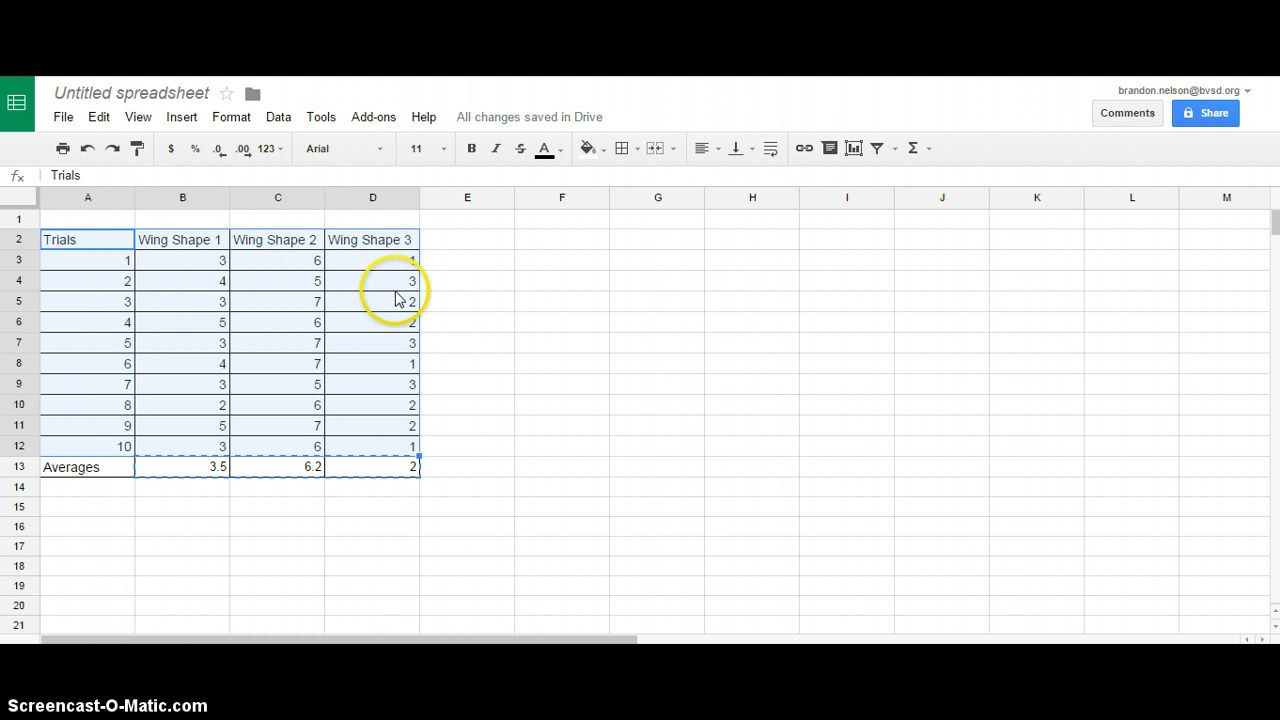 Untitled spreadsheet
brandon.nelson@bvsd.org
File Edit View Insert Format Data Tools Add-ons Help All changes saved in Drive
Comments Share
$ % .0 .00 123 Arial 11 B I S A Σ
fx Trials
A B C D E F G H I J K L M
1
2 Trials Wing Shape 1 Wing Shape 2 Wing Shape 3
3 1 3 6 1
4 2 4 5 3
5 3 3 7 2
6 4 5 6 2
7 5 3 7 3
8 6 4 7 1
9 7 3 5 3
10 8 2 6 2
11 9 5 7 2
12 10 3 6 1
13 Averages 3.5 6.2 2
14
15
16
17
18
19
20
21
Screencast-O-Matic.com